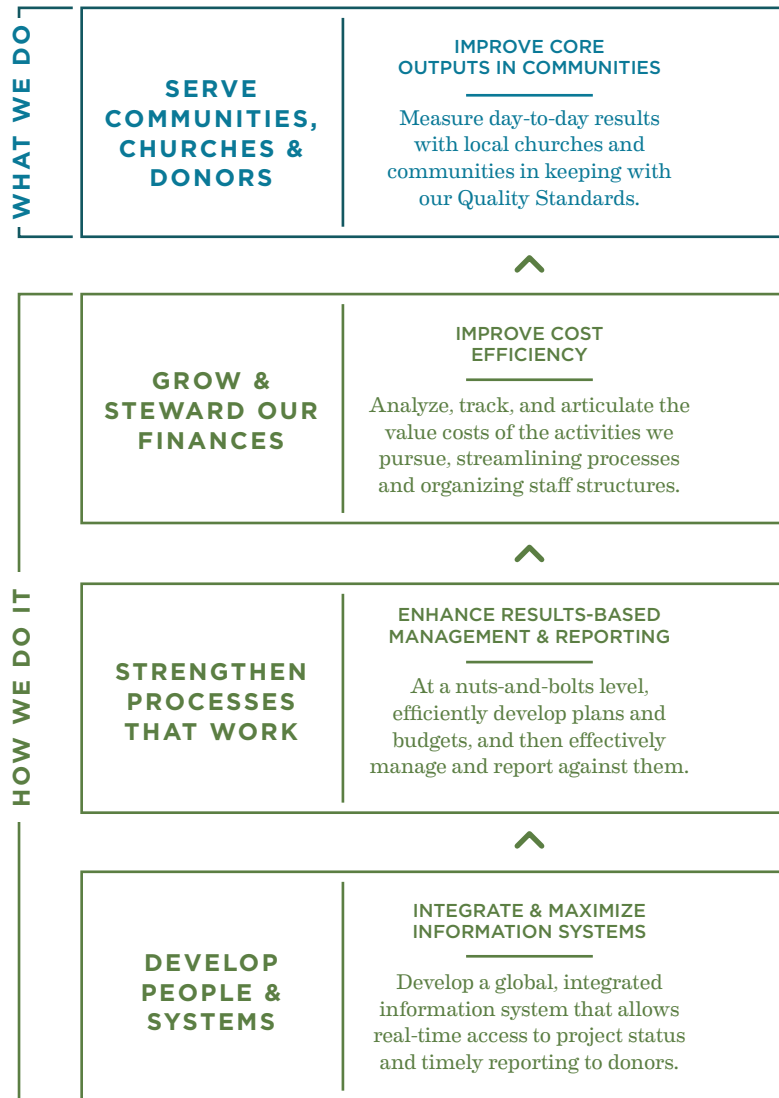 WHAT WE DO
SERVE
COMMUNITIES,
CHURCHES &
DONORS
IMPROVE CORE
OUTPUTS IN COMMUNITIES
Measure day-to-day results
with local churches and
communities in keeping with
our Quality Standards.
HOW WE DO IT
GROW &
STEWARD OUR
FINANCES
IMPROVE COST
EFFICIENCY
Analyze, track, and articulate the
value costs of the activities we
pursue, streamlining processes
and organizing staff structures.
STRENGTHEN
PROCESSES
THAT WORK
ENHANCE RESULTS-BASED
MANAGEMENT & REPORTING
At a nuts-and-bolts level,
efficiently develop plans and
budgets, and then effectively
manage and report against them.
DEVELOP
PEOPLE &
SYSTEMS
INTEGRATE & MAXIMIZE
INFORMATION SYSTEMS
Develop a global, integrated
information system that allows
real-time access to project status
and timely reporting to donors.